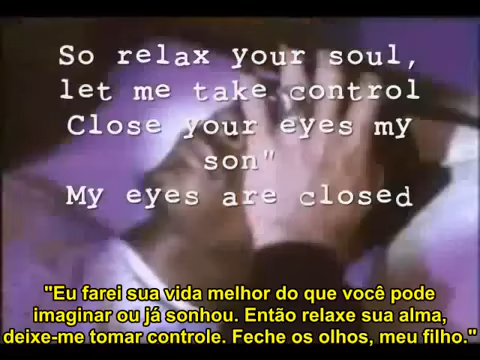 So relax your soul,
let me take control
Close your eyes my
son"
My eyes are closed
"Eu farei sua vida melhor do que você pode
imaginar ou já sonhou. Então relaxe sua alma,
deixe-me tomar controle. Feche os olhos, meu filho."